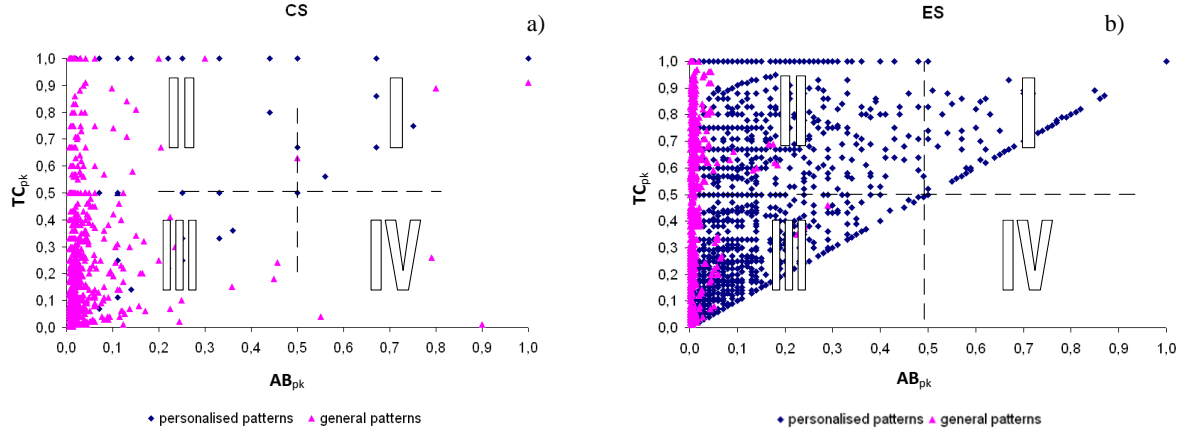 CS
a)
1,0
0,9
0,8
0,7
0,6
0,5
0,4
0,3
0,2
0,1
0,0
TCpk
II
I
III
IV
0,0 0,1 0,2 0,3 0,4 0,5 0,6 0,7 0,8 0,9 1,0
ABpk
personalised patterns general patterns
ES
b)
1,0
0,9
0,8
0,7
0,6
0,5
0,4
0,3
0,2
0,1
0,0
TCpk
II
I
III
IV
0,0 0,1 0,2 0,3 0,4 0,5 0,6 0,7 0,8 0,9 1,0
ABpk
personalised patterns general patterns